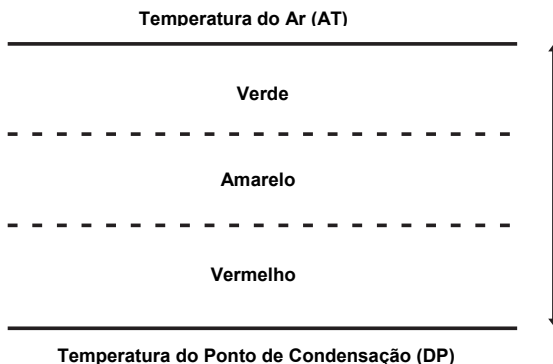 Temperatura do Ar (AT)
Verde
Amarelo
Vermelho
Temperatura do Ponto de Condensação (DP)